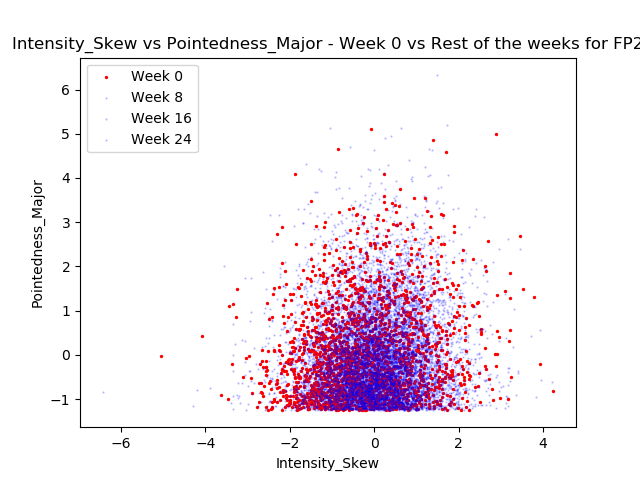 Intensity_Skew vs Pointedness_Major - Week 0 vs Rest of the weeks for FP2
Week 0
Week 8
Week 16
Week 24
Pointedness_Major
6
5
4
3
2
1
0
−1
−6
−4
−2
0
2
4
Intensity_Skew